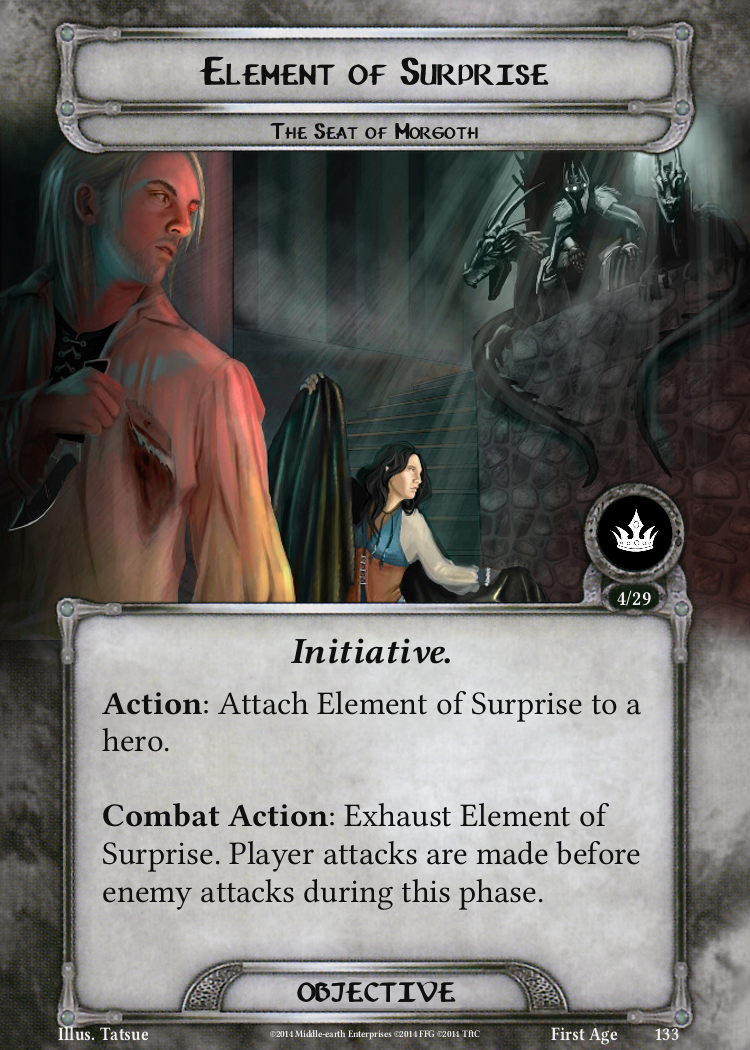 Element of Surprise
The Seat of Morgoth
4/29
Initiative.
Action: Attach Element of Surprise to a
hero.
Combat Action: Exhaust Element of
Surprise. Player attacks are made before
enemy attacks during this phase.
OBJECTIVE
Illus. Tatsue
©2014 Middle-earth Enterprises ©2014 FFG ©2014 TftC
First Age
133